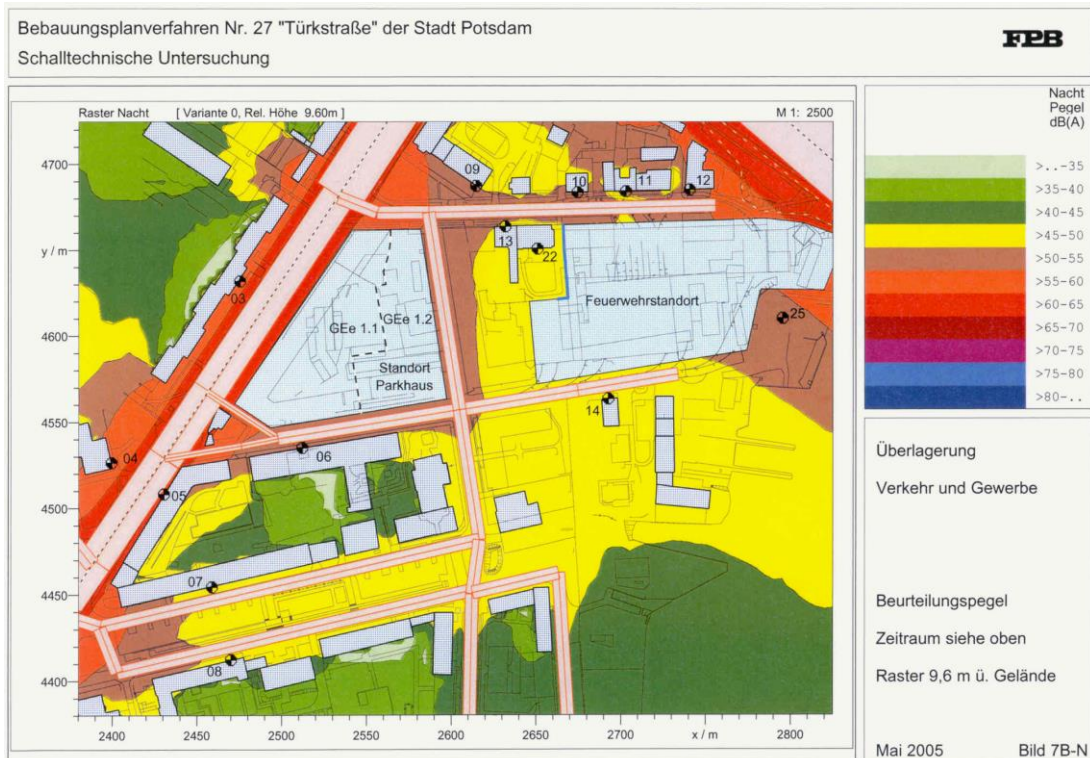 Bebauungsplanverfahren Nr. 27 "Türkstraße" der Stadt Potsdam
Schalltechnische Untersuchung
FPB
Raster Nacht [ Variante 0, Rel. Höhe 9.60m ]
M 1: 2500
4700
y / m
4600
4550
4500
4450
4400
2400
2450
2500
2550
2600
2650
2700
x / m
2800
09
10
11
12
13
22
03
Feuerwehrstandort
25
GEe 1.1
GEe 1.2
Standort
Parkhaus
14
04
05
06
07
08
Nacht
Pegel
dB(A)
>..-35
>35-40
>40-45
>45-50
>50-55
>55-60
>60-65
>65-70
>70-75
>75-80
>80-..
Überlagerung
Verkehr und Gewerbe
Beurteilungspegel
Zeitraum siehe oben
Raster 9,6 m ü. Gelände
Mai 2005
Bild 7B-N